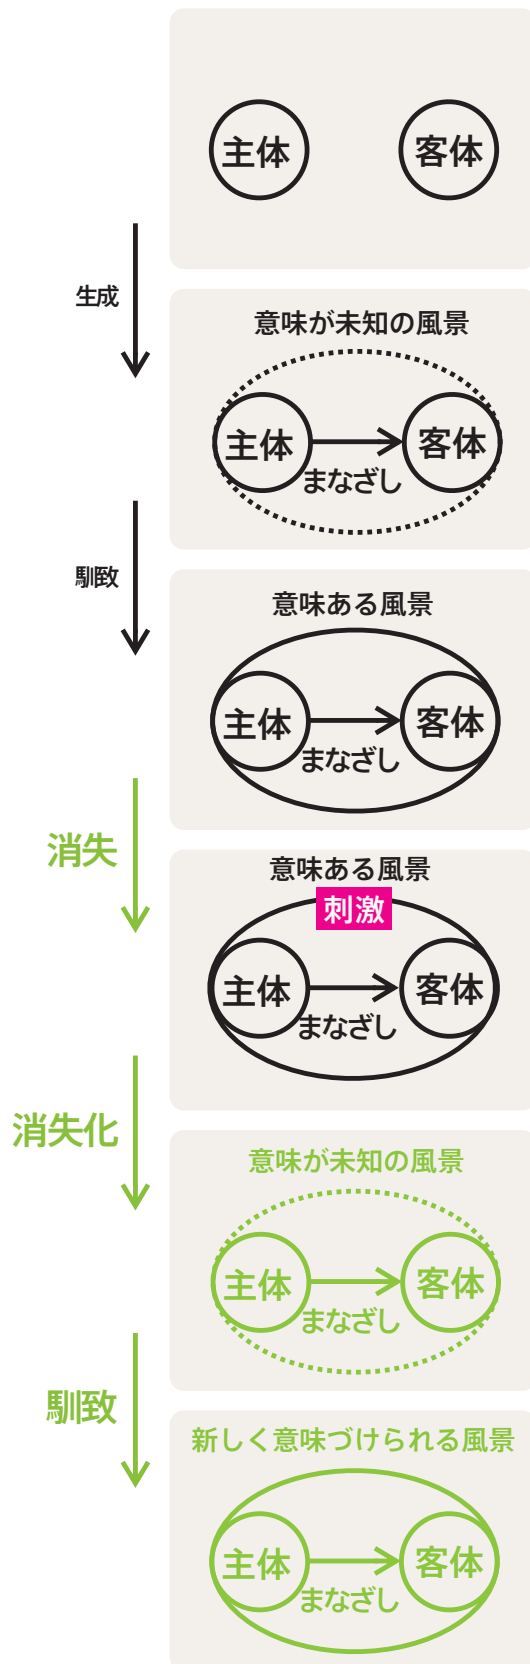 主体
客体
生成
意味が未知の風景
主体
客体
まなざし
馴致
意味ある風景
主体
客体
まなざし
消失
意味ある風景
刺激
主体
客体
まなざし
消失化
意味が未知の風景
主体
客体
まなざし
馴致
新しく意味づけられる風景
主体
客体
まなざし